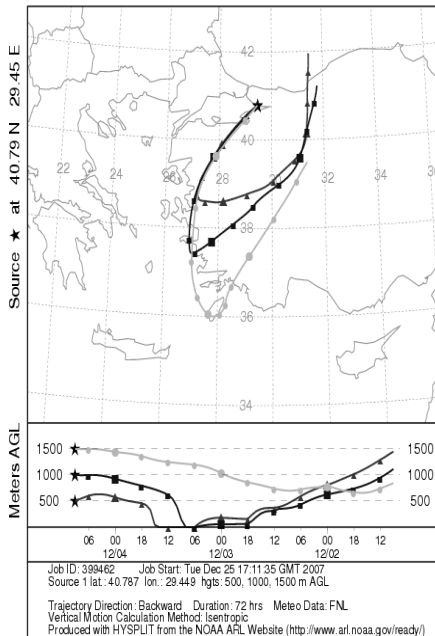 Source ★ at 40.79 N 29.45 E
42
40
22
24
26
28
30
32
38
36
34
Meters AGL
1500 1500
1000 1000
500 500
06 00 18 12 06 00 18 12 06 00 18 12
12/04 12/03 12/02
Job ID: 399462 Job Start: Tue Dec 25 17:11:35 GMT 2007
Source 1 lat.: 40.787 lon.: 29.449 hgts: 500, 1000, 1500 m AGL
Trajectory Direction: Backward Duration: 72 hrs Meteo Data: FNL
Vertical Motion Calculation Method: Isentropic
Produced with HYSPLIT from the NOAA ARL Website (http://www.arl.noaa.gov/ready/)